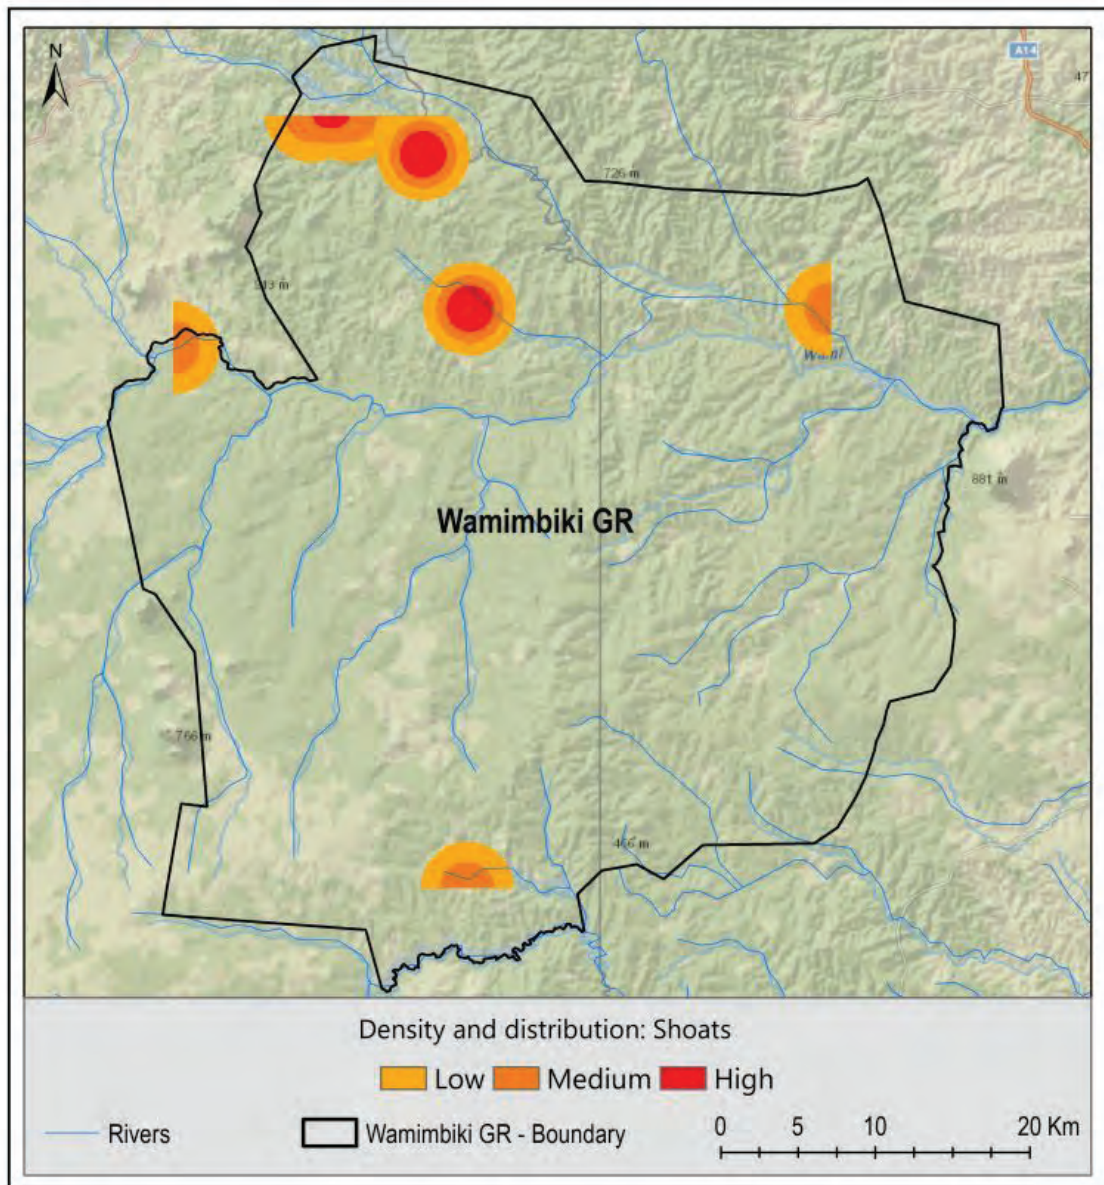 N
A14
47
726 m
Wami
881 m
Wamimbiki GR
766 m
466 m
Density and distribution: Shoats
Low Medium High
Rivers
Wamimbiki GR - Boundary
0 5 10 20 Km